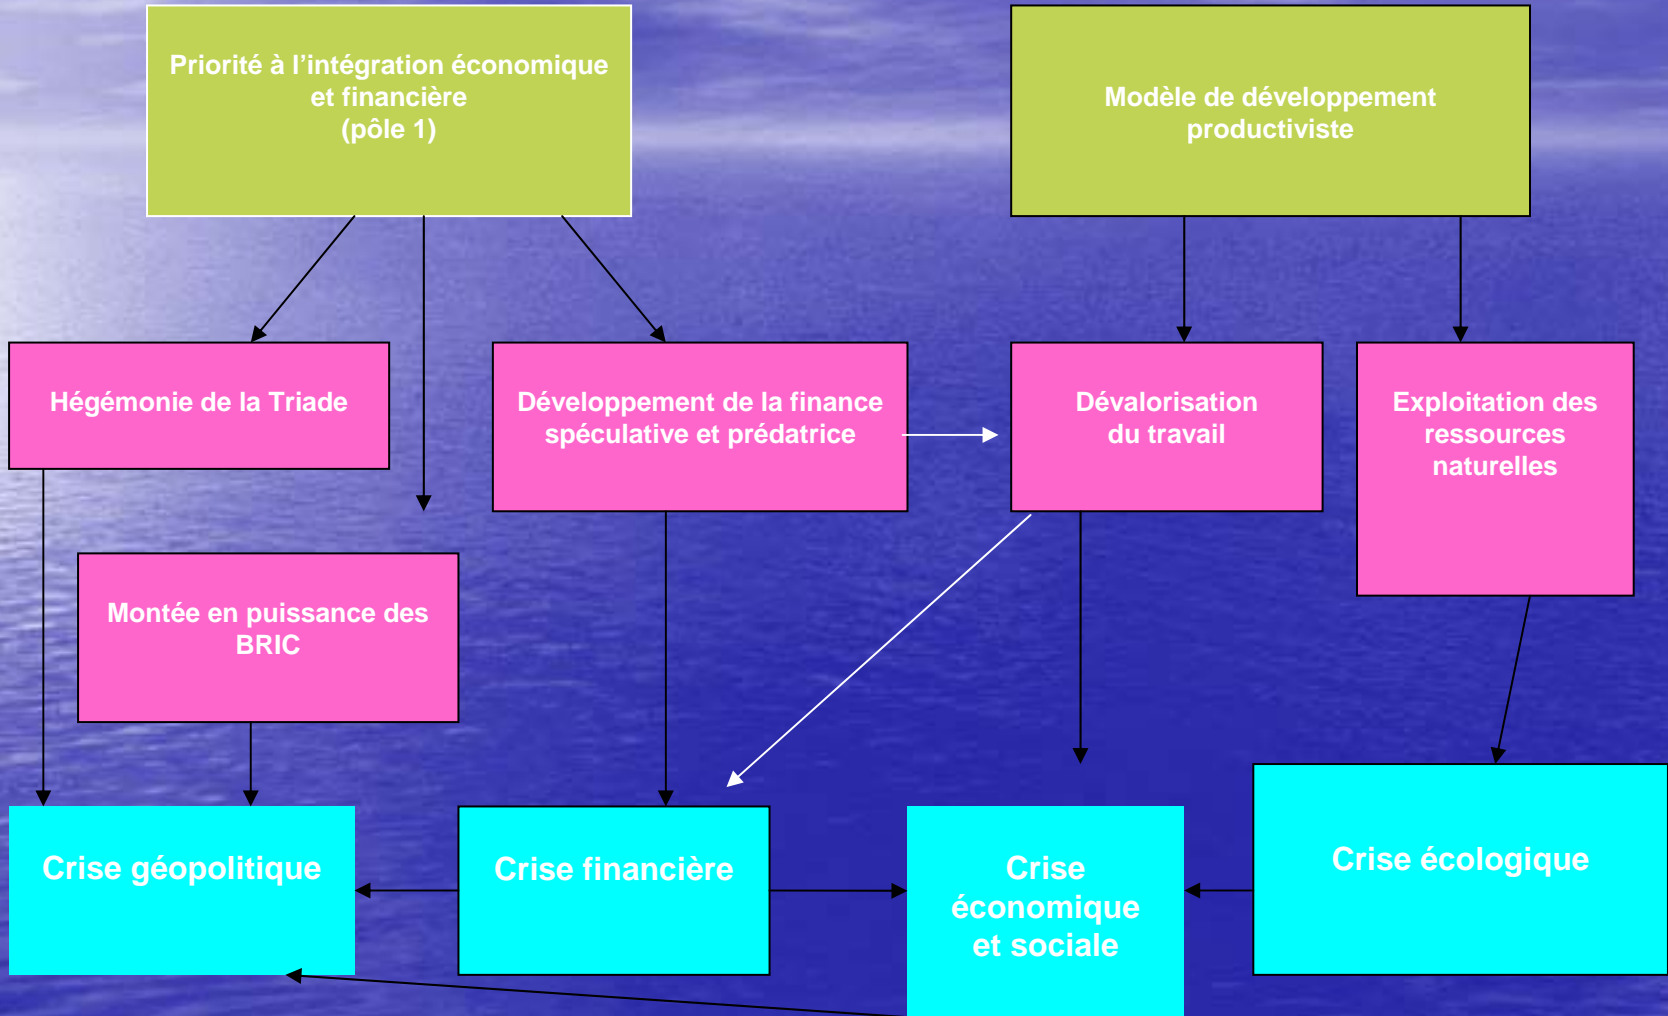 Priorité à l’intégration économique
et financière
(pôle 1)
Modèle de développement
productiviste
Hégémonie de la Triade
Développement de la finance
spéculative et prédatrice
Dévalorisation
du travail
Exploitation des
ressources
naturelles
Montée en puissance des
BRIC
Crise géopolitique
Crise financière
Crise
économique
et sociale
Crise écologique